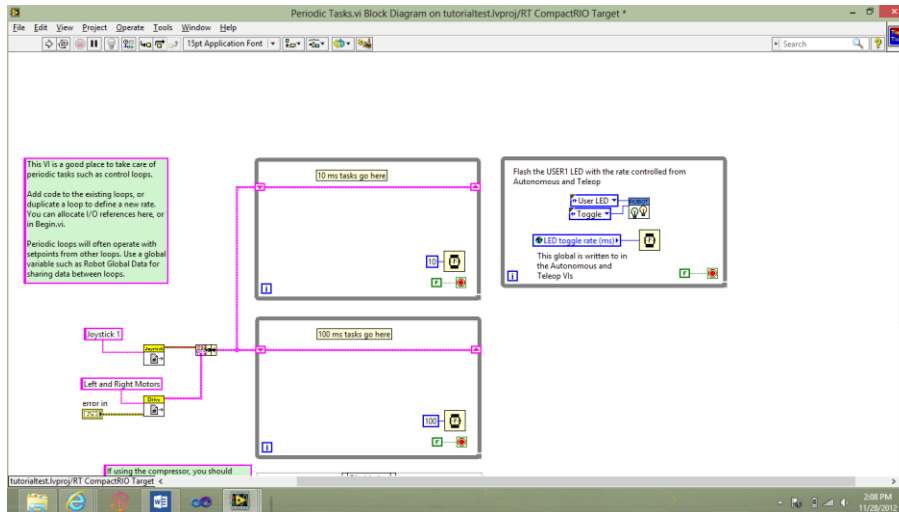 Periodic Tasks.vi Block Diagram on tutorialtest.lvproj/RT CompactRIO Target *
File Edit View Project Operate Tools Window Help
15pt Application Font
Search
This VI is a good place to take care of
periodic tasks such as control loops.
Add code to the existing loops, or
duplicate a loop to define a new rate.
You can allocate I/O references here, or
in Begin.vi.
Periodic loops will often operate with
setpoints from other loops. Use a global
variable such as Robot Global Data for
sharing data between loops.
10 ms tasks go here
10
F
i
Flash the USER1 LED with the rate controlled from
Autonomous and Teleop
User LED
ROBOT
Toggle
LED toggle rate (ms)
This global is written to in
the Autonomous and
Teleop VIs
F
i
Joystick 1
Joystick
Left and Right Motors
Drive
error in
100 ms tasks go here
100
F
i
If using the compressor, you should
tutorialtest.lvproj/RT CompactRIO Target
2:08 PM
11/28/2012